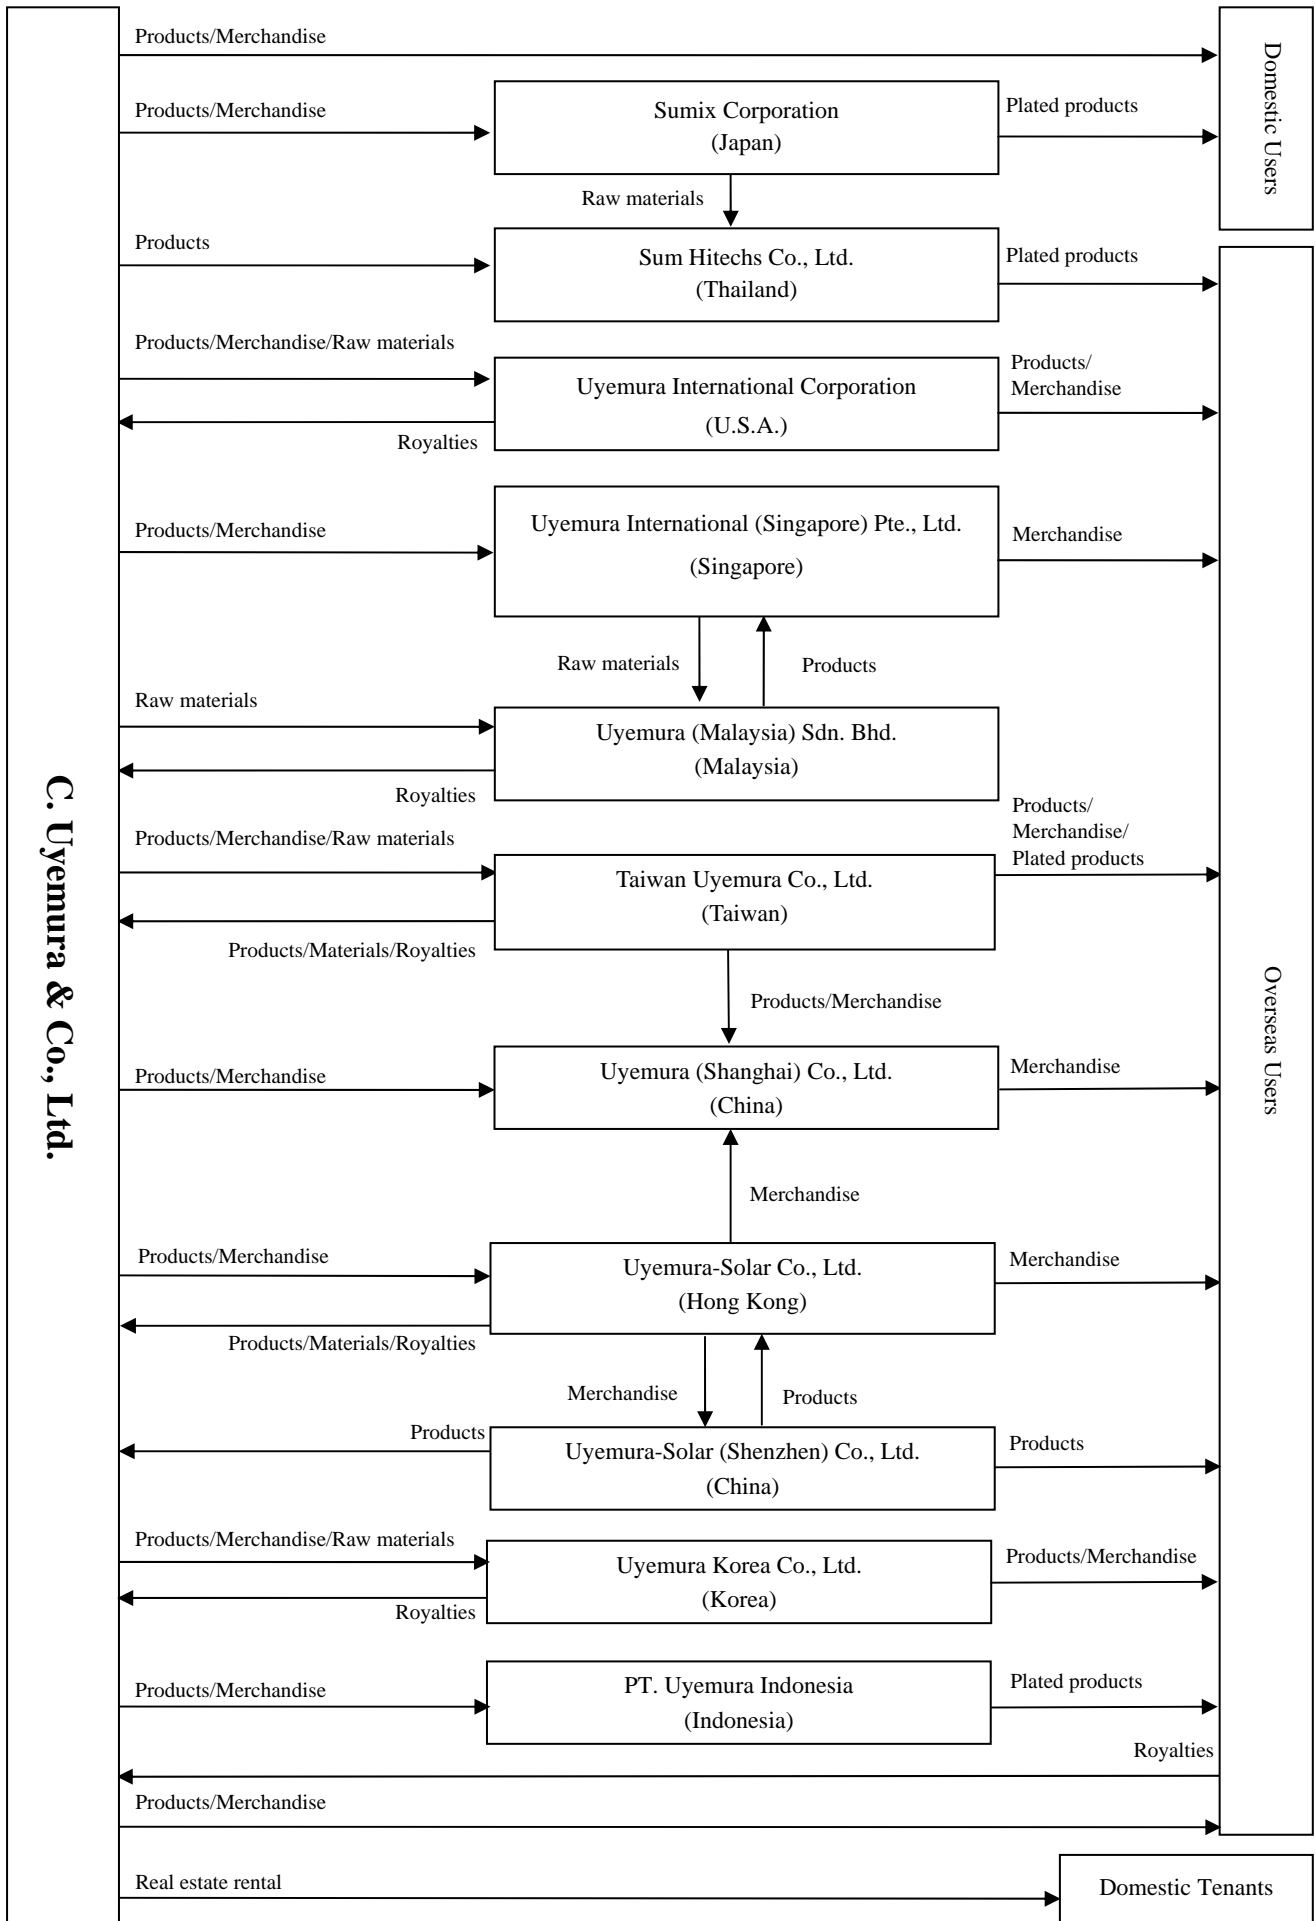 Products/Merchandise
Domestic Users
Products/Merchandise
Sumix Corporation
(Japan)
Plated products
Raw materials
Products
Sum Hitechs Co., Ltd.
(Thailand)
Plated products
Products/Merchandise/Raw materials
Uyemura International Corporation
(U.S.A.)
Products/
Merchandise
Royalties
Products/Merchandise
Uyemura International (Singapore) Pte., Ltd.
(Singapore)
Merchandise
Raw materials
Products
Raw materials
Uyemura (Malaysia) Sdn. Bhd.
(Malaysia)
Royalties
C. Uyemura & Co., Ltd.
Products/Merchandise/Raw materials
Taiwan Uyemura Co., Ltd.
(Taiwan)
Products/
Merchandise/
Plated products
Products/Materials/Royalties
Products/Merchandise
Overseas Users
Products/Merchandise
Uyemura (Shanghai) Co., Ltd.
(China)
Merchandise
Merchandise
Products/Merchandise
Uyemura-Solar Co., Ltd.
(Hong Kong)
Merchandise
Products/Materials/Royalties
Merchandise
Products
Products
Uyemura-Solar (Shenzhen) Co., Ltd.
(China)
Products
Products/Merchandise/Raw materials
Uyemura Korea Co., Ltd.
(Korea)
Products/Merchandise
Royalties
Products/Merchandise
PT. Uyemura Indonesia
(Indonesia)
Plated products
Royalties
Products/Merchandise
Real estate rental
Domestic Tenants